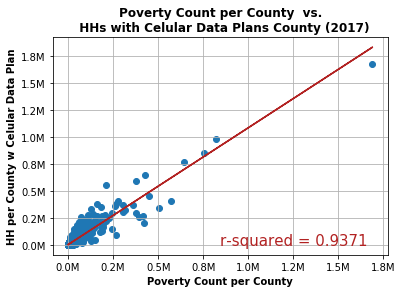 Poverty Count per County vs.
HHs with Celular Data Plans County (2017)
HH per County w Celular Data Plan
1.8M
1.5M
1.2M
1.0M
0.8M
0.5M
0.2M
0.0M
r-squared = 0.9371
0.0M 0.2M 0.5M 0.8M 1.0M 1.2M 1.5M 1.8M
Poverty Count per County